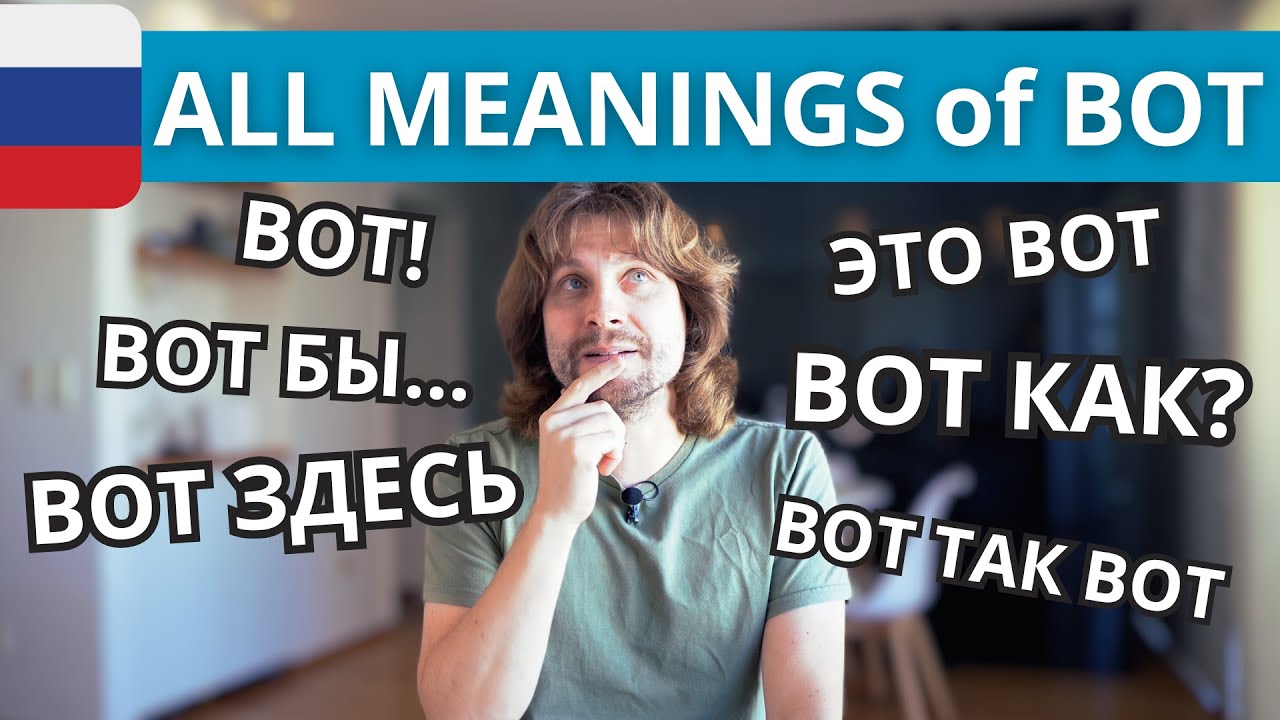 ALL MEANINGS of ВОТ
ВОТ!
ВОТ БЫ...
ВОТ ЗДЕСЬ
ЭТО ВОТ
ВОТ КАК?
ВОТ ТАК ВОТ